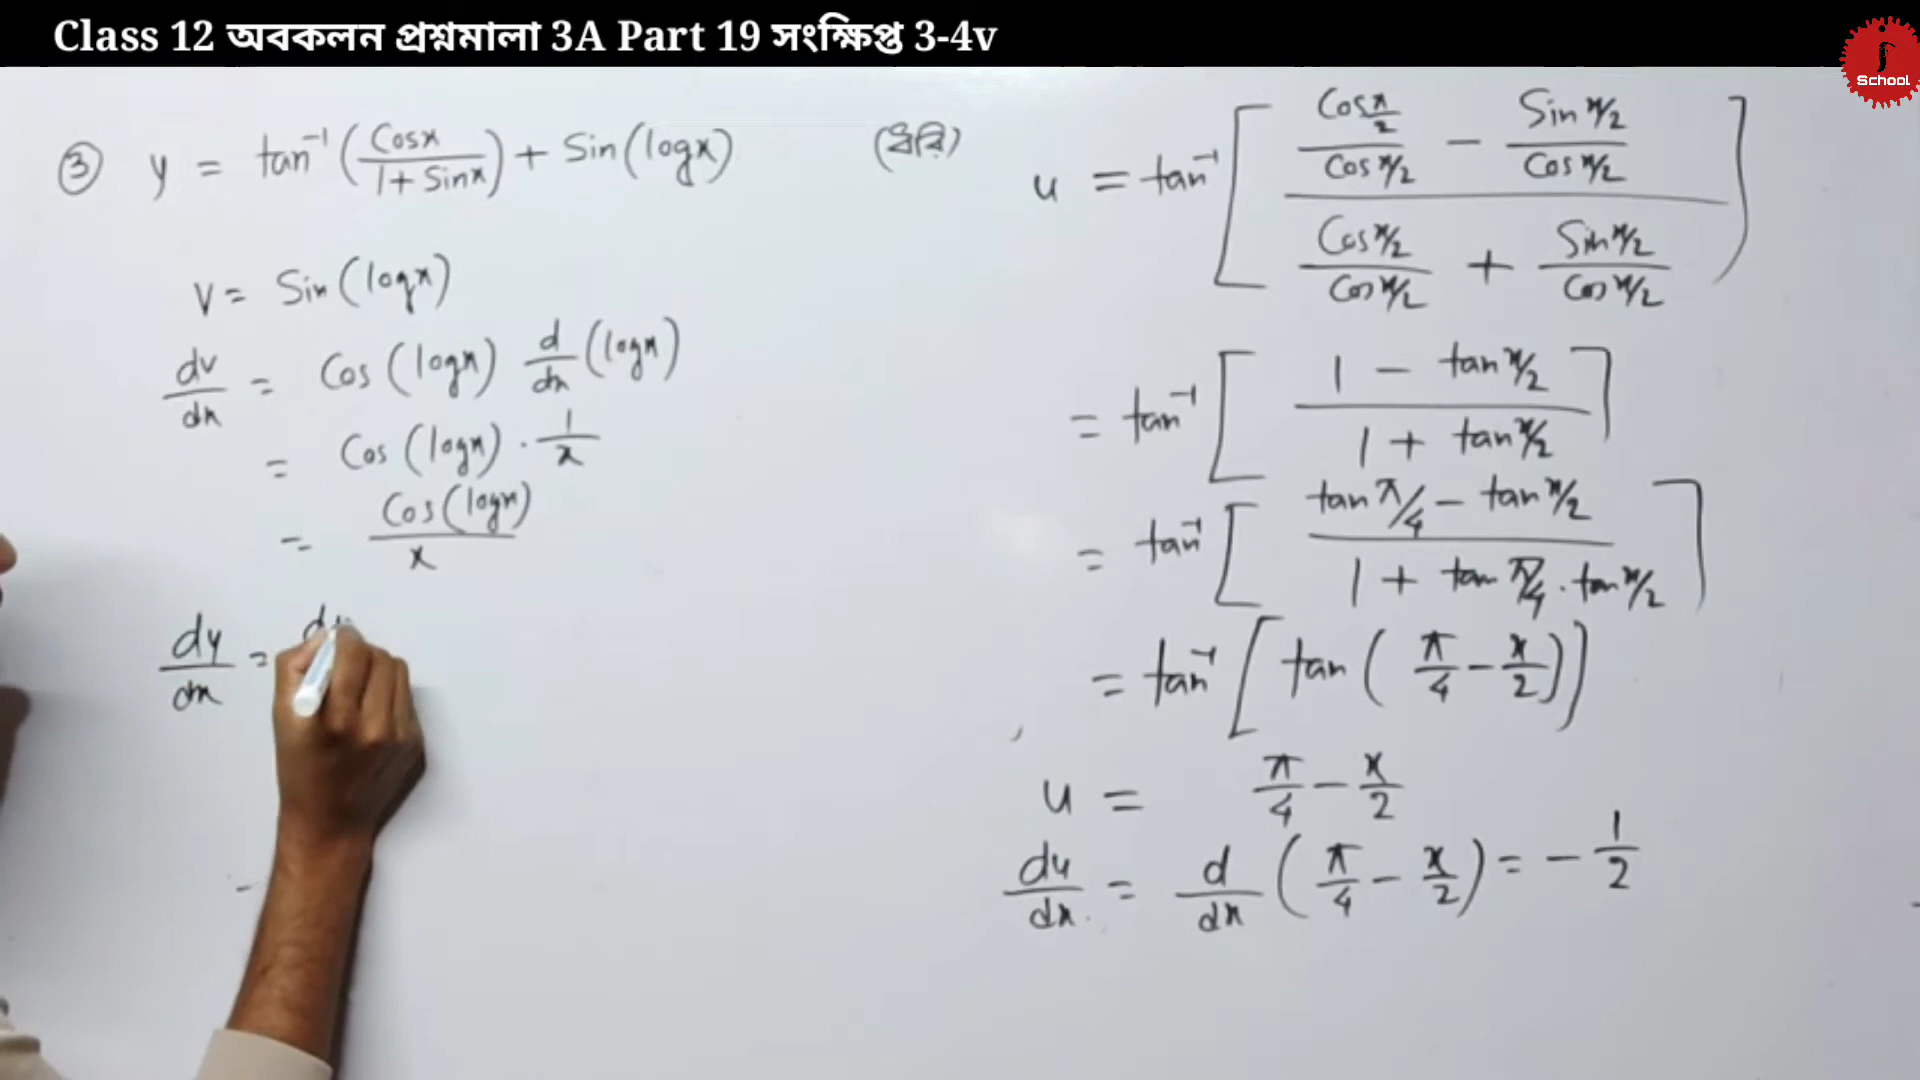 Class 12 অবকলন প্রশ্নমালা 3A Part 19 সংক্ষিপ্ত 3-4v
School
③ y = tan⁻¹(Cosx / 1 + Sinx) + Sin(logx) (ধরি)
v = Sin(logx)
dv/dx = Cos(logx) d/dx (logx)
= Cos(logx) · 1/x
= Cos(logx) / x
dy/dx =
u = tan⁻¹[ (Cos x/2 / Cos x/2 − Sin x/2 / Cos x/2) / (Cos x/2 / Cos x/2 + Sin x/2 / Cos x/2) ]
= tan⁻¹[ (1 − tan x/2) / (1 + tan x/2) ]
= tan⁻¹[ (tan π/4 − tan x/2) / (1 + tan π/4 · tan x/2) ]
= tan⁻¹[ tan( π/4 − x/2 ) ]
u = π/4 − x/2
du/dx = d/dx ( π/4 − x/2 ) = − 1/2